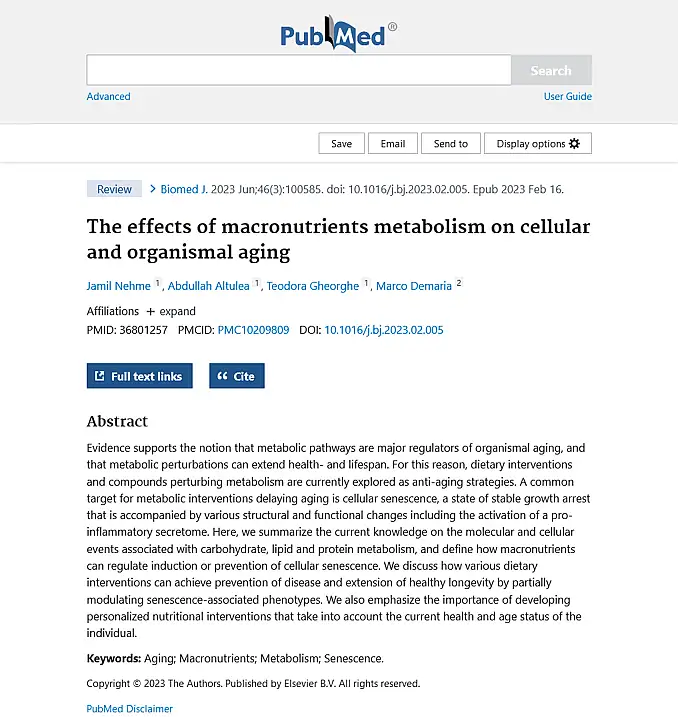 PubMed®
Search
Advanced
User Guide
Save
Email
Send to
Display options
Review
Biomed J. 2023 Jun;46(3):100585. doi: 10.1016/j.bj.2023.02.005. Epub 2023 Feb 16.
The effects of macronutrients metabolism on cellular
and organismal aging
Jamil Nehme 1, Abdullah Altulea 1, Teodora Gheorghe 1, Marco Demaria 2
Affiliations + expand
PMID: 36801257 PMCID: PMC10209809 DOI: 10.1016/j.bj.2023.02.005
Full text links
Cite
Abstract
Evidence supports the notion that metabolic pathways are major regulators of organismal aging, and
that metabolic perturbations can extend health- and lifespan. For this reason, dietary interventions
and compounds perturbing metabolism are currently explored as anti-aging strategies. A common
target for metabolic interventions delaying aging is cellular senescence, a state of stable growth arrest
that is accompanied by various structural and functional changes including the activation of a pro-
inflammatory secretome. Here, we summarize the current knowledge on the molecular and cellular
events associated with carbohydrate, lipid and protein metabolism, and define how macronutrients
can regulate induction or prevention of cellular senescence. We discuss how various dietary
interventions can achieve prevention of disease and extension of healthy longevity by partially
modulating senescence-associated phenotypes. We also emphasize the importance of developing
personalized nutritional interventions that take into account the current health and age status of the
individual.
Keywords: Aging; Macronutrients; Metabolism; Senescence.
Copyright © 2023 The Authors. Published by Elsevier B.V. All rights reserved.
PubMed Disclaimer